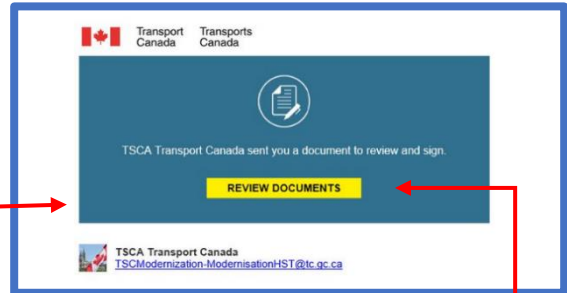 Transport Transports
Canada Canada
TSCA Transport Canada sent you a document to review and sign.
REVIEW DOCUMENTS
TSCA Transport Canada
TSCModernization-ModernisationHST@tc.gc.ca